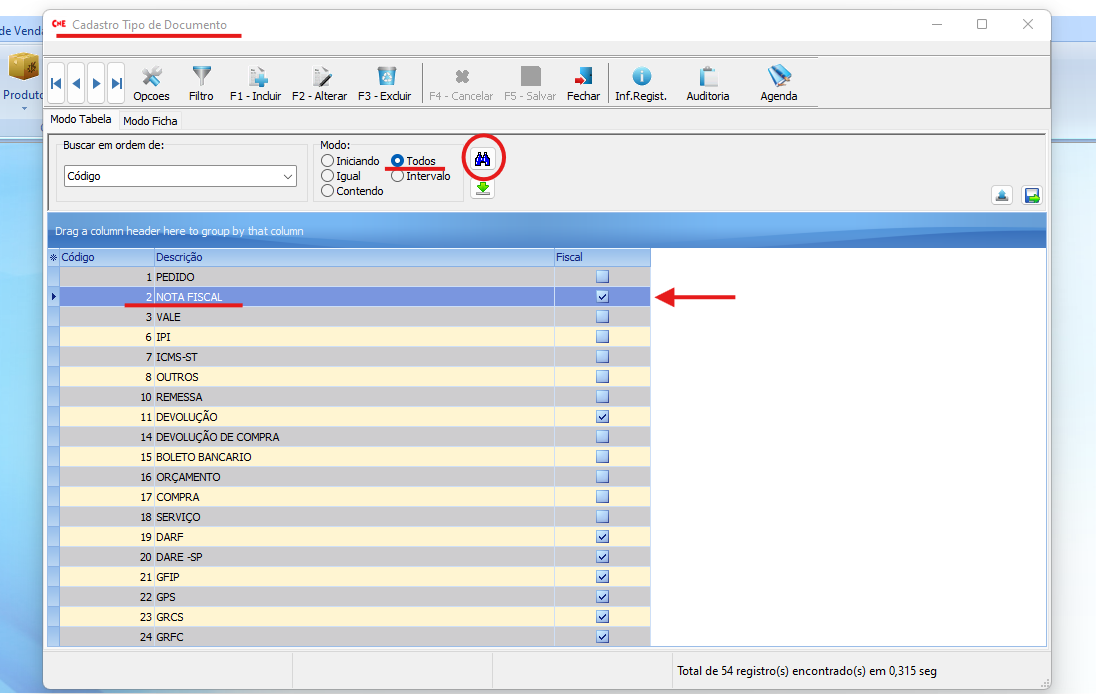 CHE Cadastro Tipo de Documento
de Venda
Produto
Opcoes Filtro F1 - Incluir F2 - Alterar F3 - Excluir F4 - Cancelar F5 - Salvar Fechar Inf.Regist. Auditoria Agenda
Modo Tabela Modo Ficha
Buscar em ordem de: Modo:
Iniciando Todos
Código Igual Intervalo
Contendo
Drag a column header here to group by that column
Código Descrição Fiscal
1 PEDIDO
2 NOTA FISCAL
3 VALE
6 IPI
7 ICMS-ST
8 OUTROS
10 REMESSA
11 DEVOLUÇÃO
14 DEVOLUÇÃO DE COMPRA
15 BOLETO BANCARIO
16 ORÇAMENTO
17 COMPRA
18 SERVIÇO
19 DARF
20 DARE -SP
21 GFIP
22 GPS
23 GRCS
24 GRFC
Total de 54 registro(s) encontrado(s) em 0,315 seg